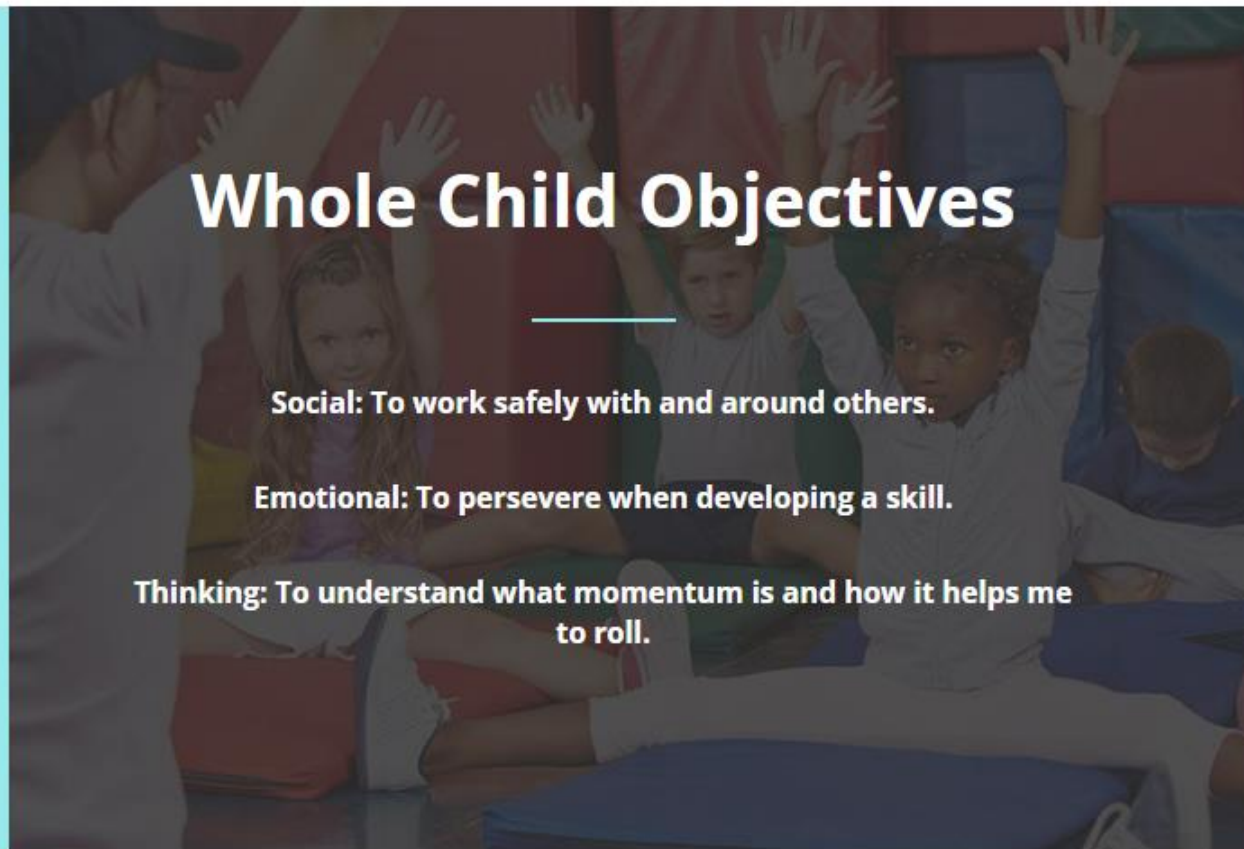 Whole Child Objectives
Social: To work safely with and around others.
Emotional: To persevere when developing a skill.
Thinking: To understand what momentum is and how it helps me
to roll.